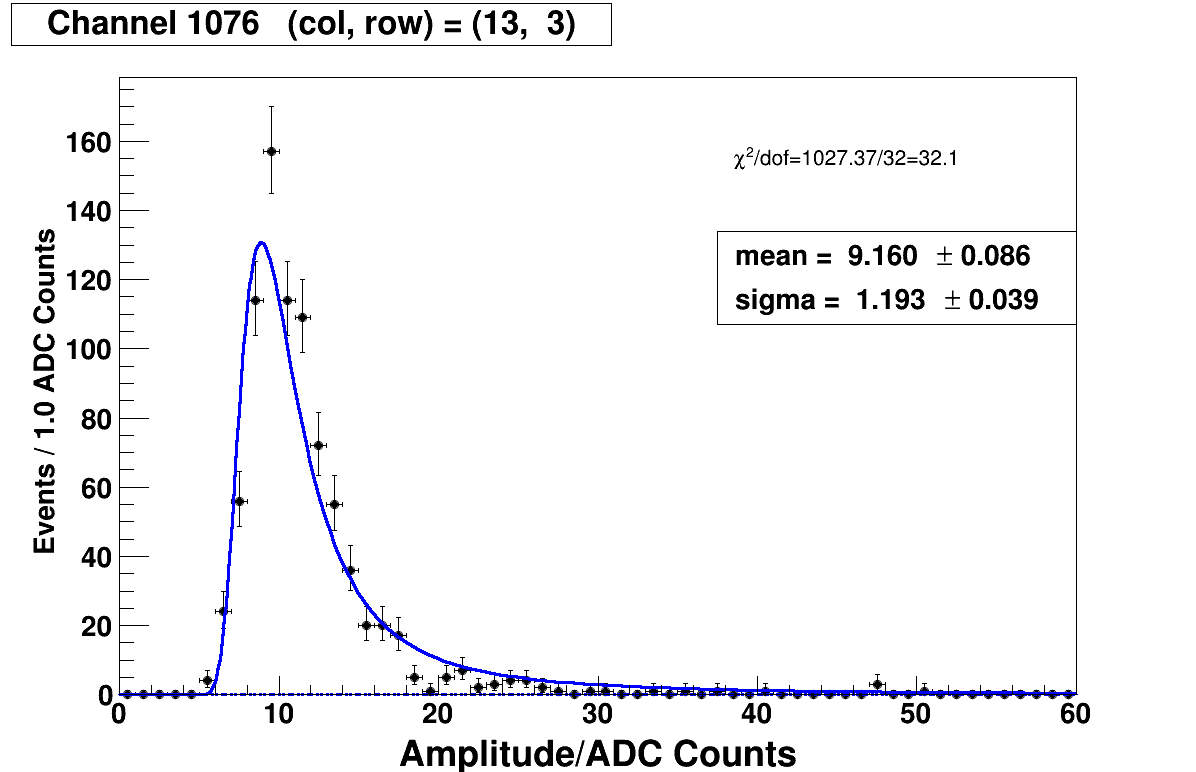 Channel 1076 (col, row) = (13, 3)
χ²/dof=1027.37/32=32.1
mean = 9.160 ± 0.086
sigma = 1.193 ± 0.039
Events / 1.0 ADC Counts
160
140
120
100
80
60
40
20
0
0 10 20 30 40 50 60
Amplitude/ADC Counts